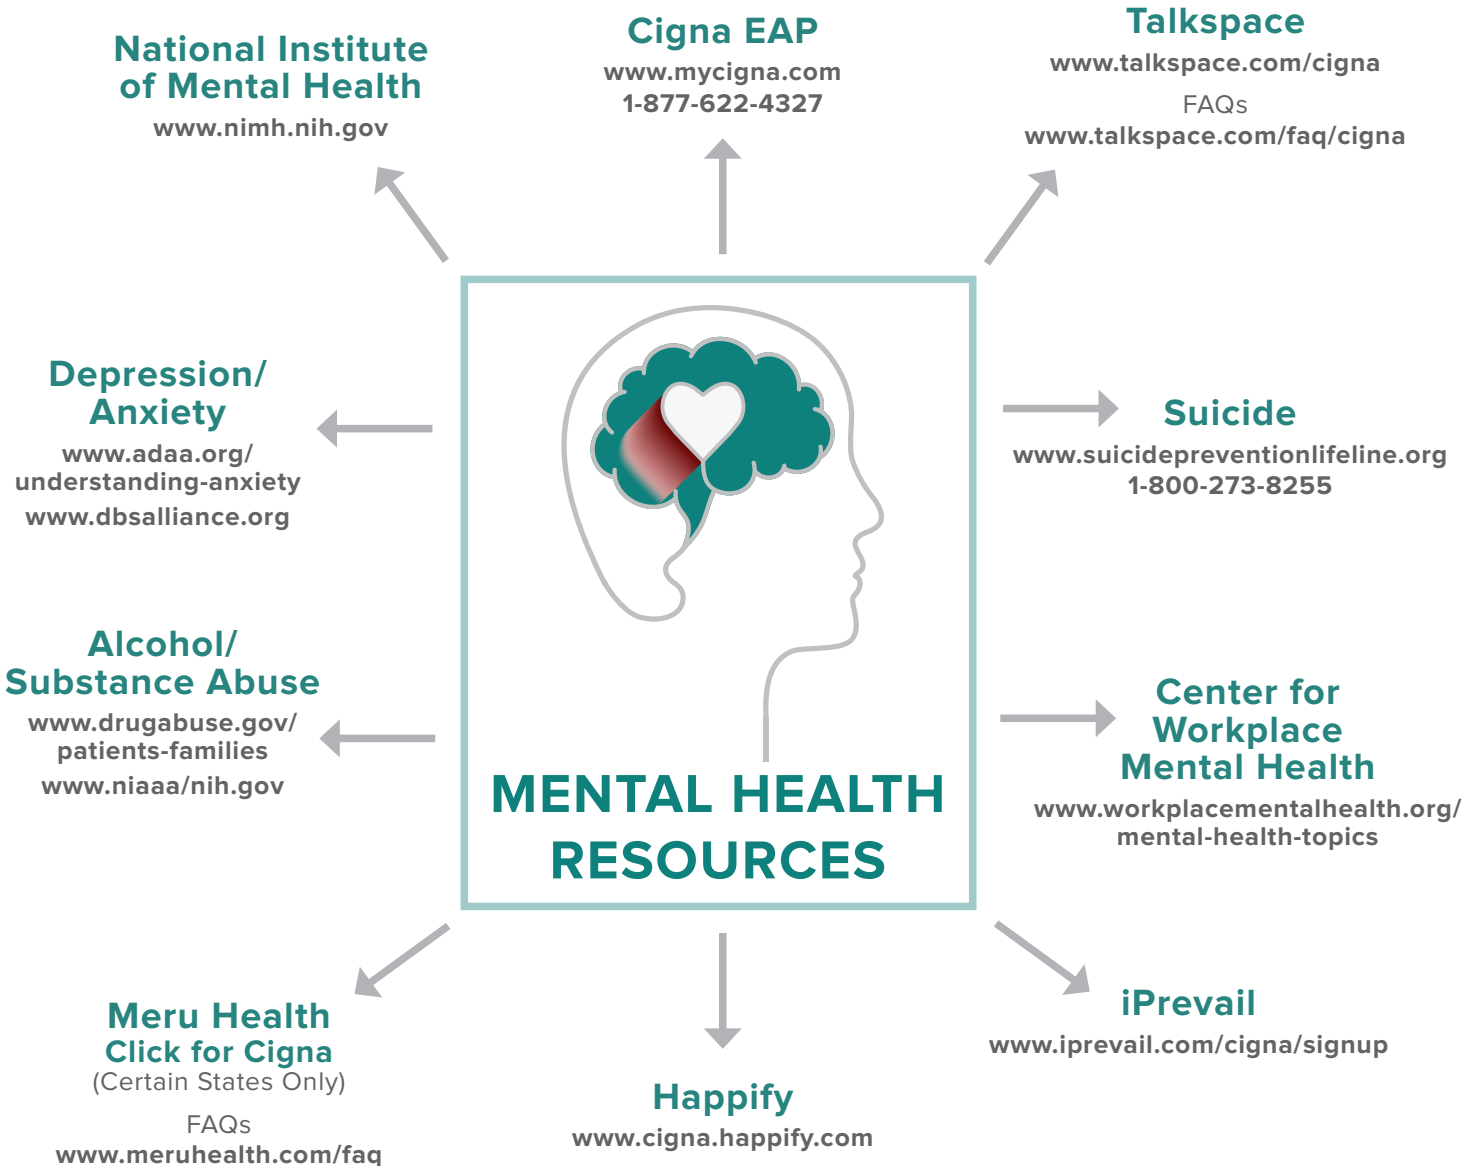 National Institute
of Mental Health
www.nimh.nih.gov
Cigna EAP
www.mycigna.com
1-877-622-4327
Talkspace
www.talkspace.com/cigna
FAQs
www.talkspace.com/faq/cigna
Depression/
Anxiety
www.adaa.org/
understanding-anxiety
www.dbsalliance.org
Suicide
www.suicidepreventionlifeline.org
1-800-273-8255
Alcohol/
Substance Abuse
www.drugabuse.gov/
patients-families
www.niaaa/nih.gov
MENTAL HEALTH
RESOURCES
Center for
Workplace
Mental Health
www.workplacementalhealth.org/
mental-health-topics
Meru Health
Click for Cigna
(Certain States Only)
FAQs
www.meruhealth.com/faq
Happify
www.cigna.happify.com
iPrevail
www.iprevail.com/cigna/signup